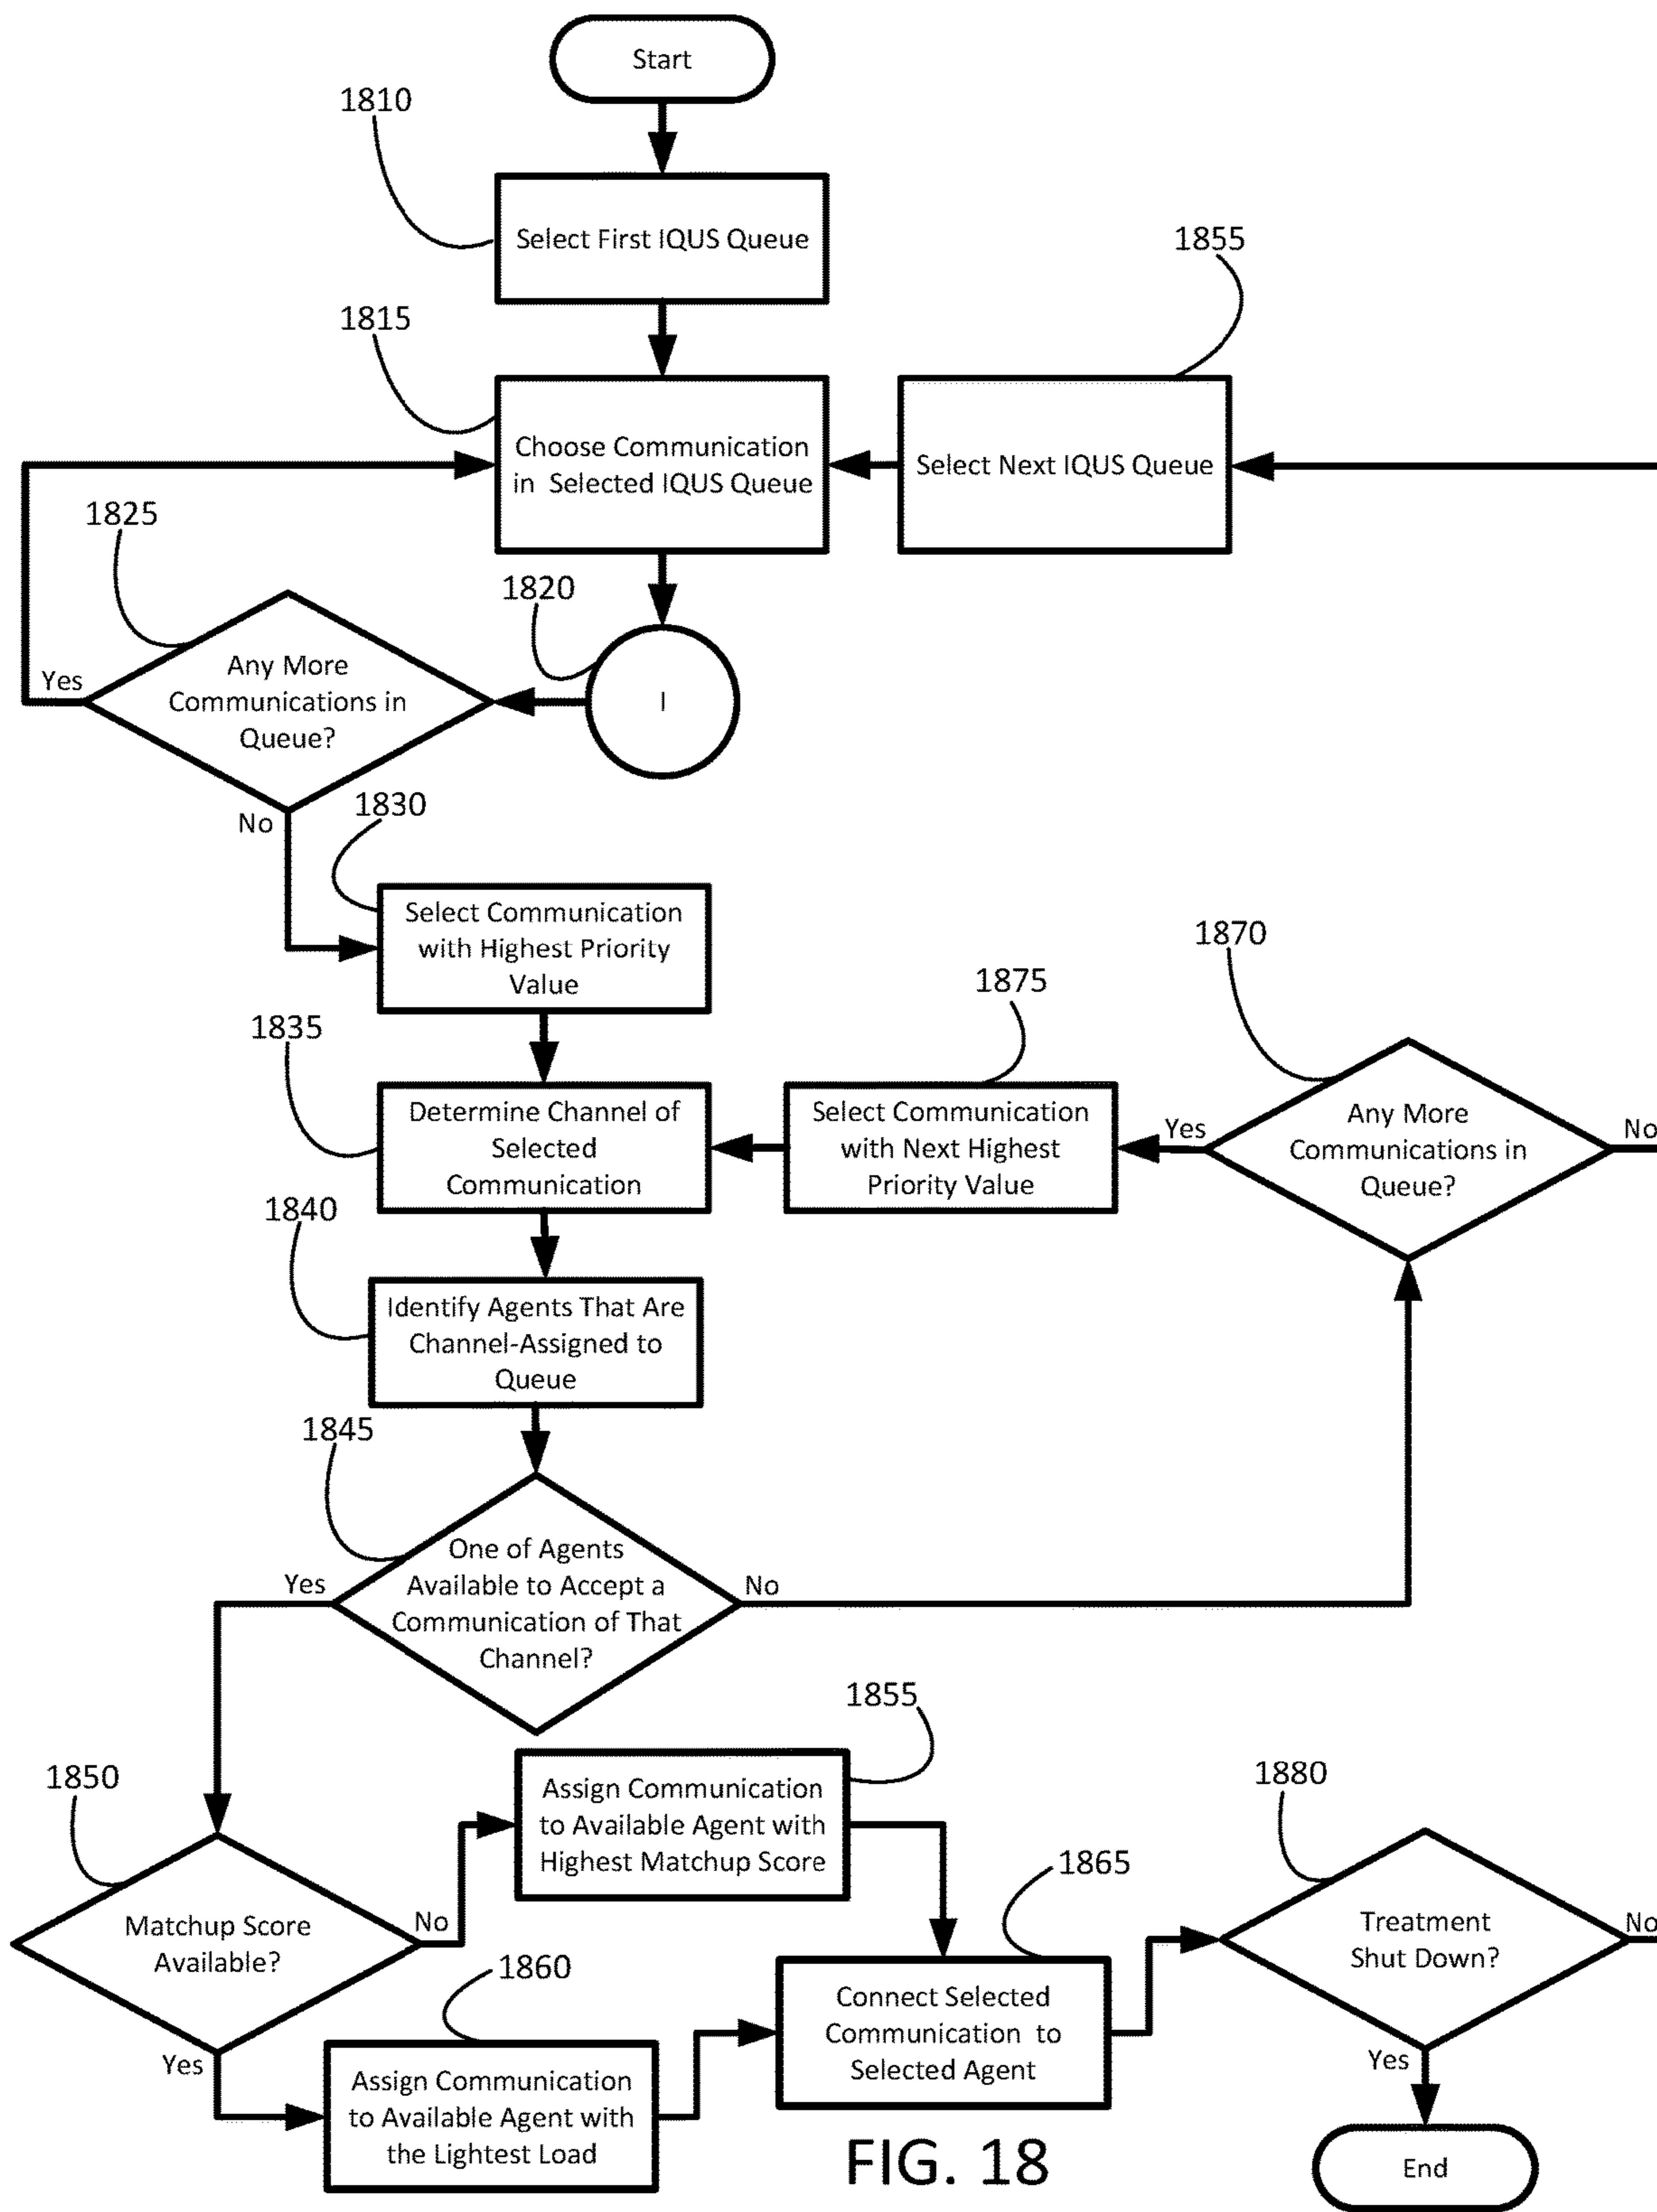 Start
1810
Select First IQUS Queue
1855
1815
Choose Communication
in Selected IQUS Queue
Select Next IQUS Queue
1825
1820
Any More
Communications in
Queue?
Yes
I
No
1830
Select Communication
with Highest Priority
Value
1870
1875
1835
Determine Channel of
Selected
Communication
Select Communication
with Next Highest
Priority Value
Yes
Any More
Communications in
Queue?
No
1840
Identify Agents That Are
Channel-Assigned to
Queue
1845
One of Agents
Available to Accept a
Communication of That
Channel?
Yes
No
1855
Assign Communication
to Available Agent with
Highest Matchup Score
1850
Matchup Score
Available?
No
Yes
1880
1865
Treatment
Shut Down?
No
1860
Connect Selected
Communication to
Selected Agent
Assign Communication
to Available Agent with
the Lightest Load
Yes
End
FIG. 18